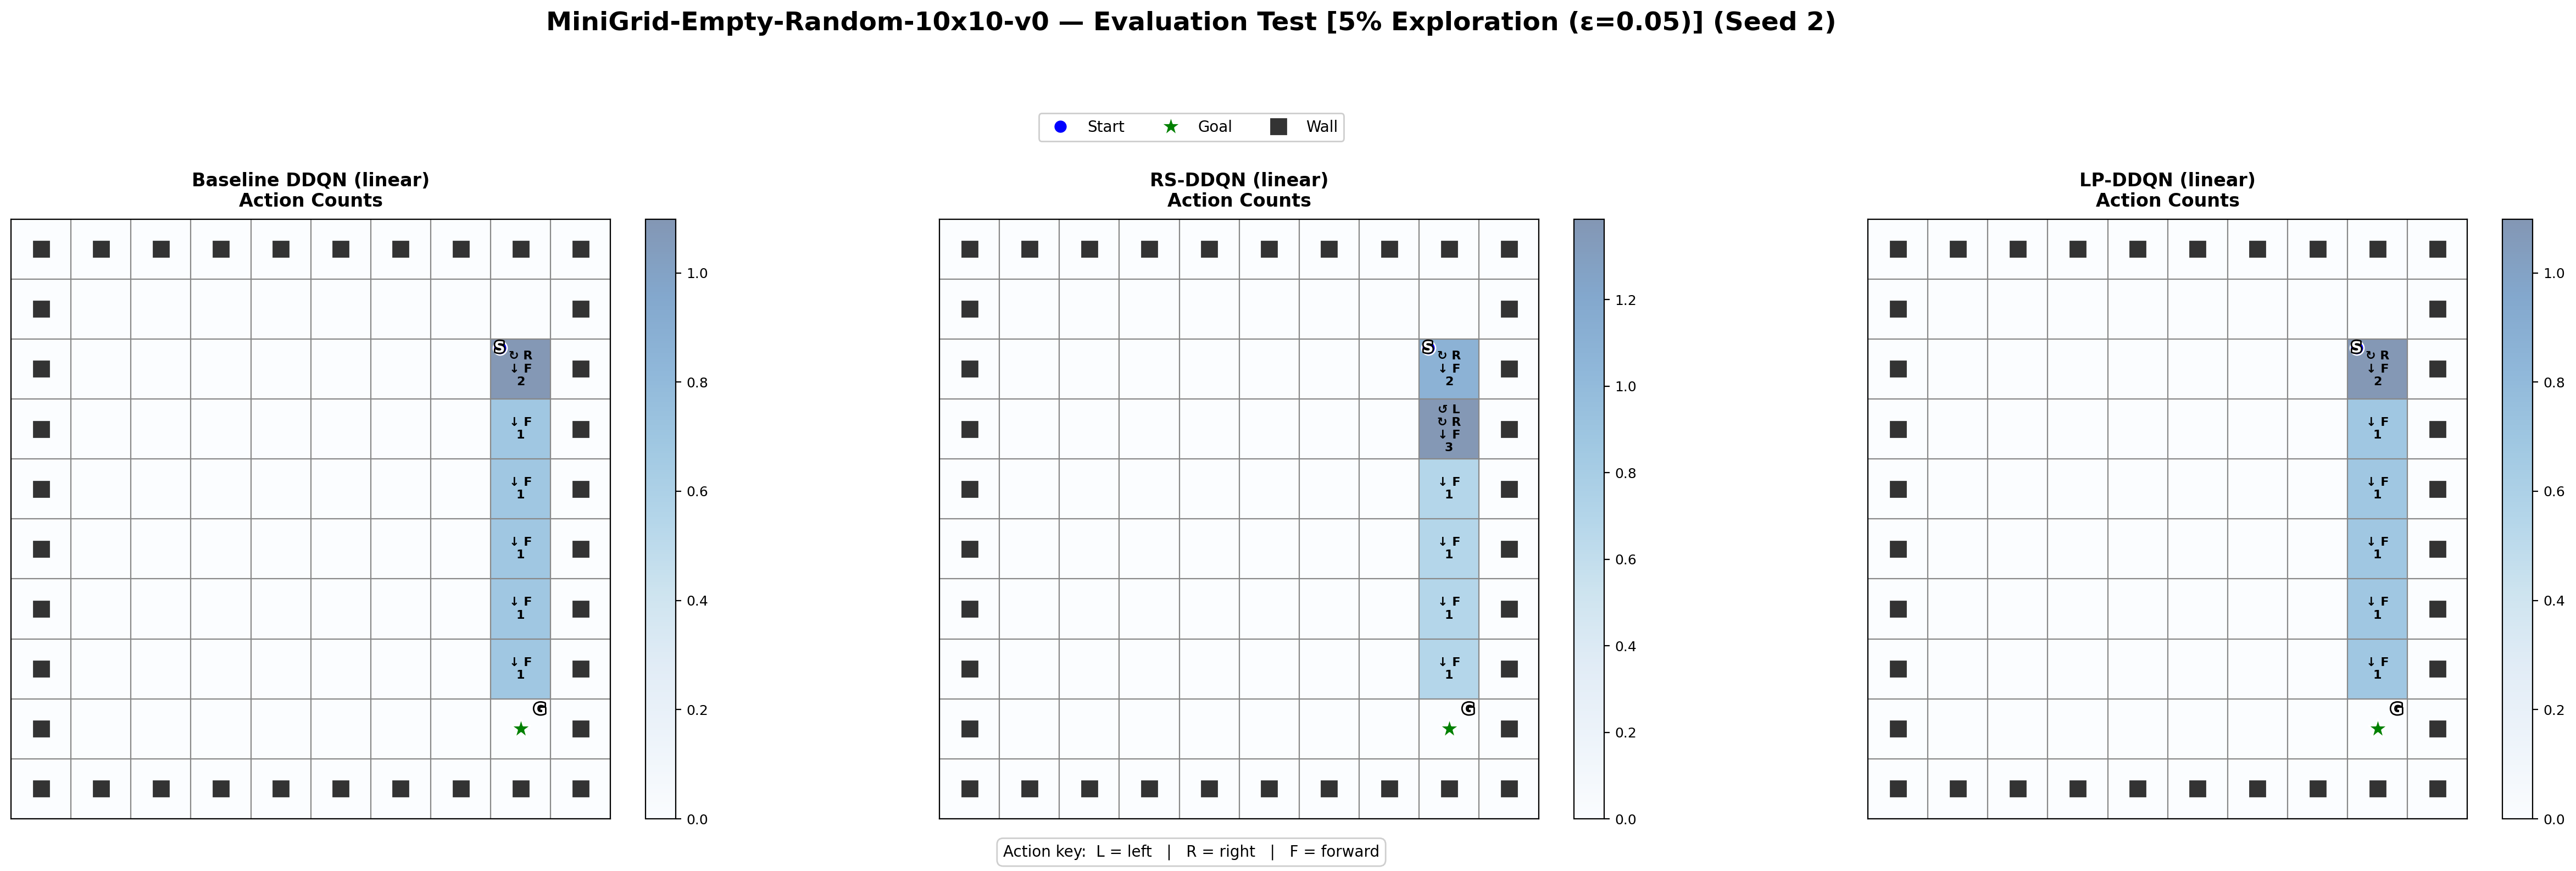 MiniGrid-Empty-Random-10x10-v0 — Evaluation Test [5% Exploration (ε=0.05)] (Seed 2)
Start Goal Wall
Baseline DDQN (linear)
Action Counts
S
↻ R
↓ F
2
↓ F
1
↓ F
1
↓ F
1
↓ F
1
↓ F
1
G
1.0
0.8
0.6
0.4
0.2
0.0
RS-DDQN (linear)
Action Counts
S
↻ R
↓ F
2
↺ L
↻ R
↓ F
3
↓ F
1
↓ F
1
↓ F
1
↓ F
1
G
1.2
1.0
0.8
0.6
0.4
0.2
0.0
LP-DDQN (linear)
Action Counts
S
↻ R
↓ F
2
↓ F
1
↓ F
1
↓ F
1
↓ F
1
↓ F
1
G
1.0
0.8
0.6
0.4
0.2
0.0
Action key: L = left | R = right | F = forward